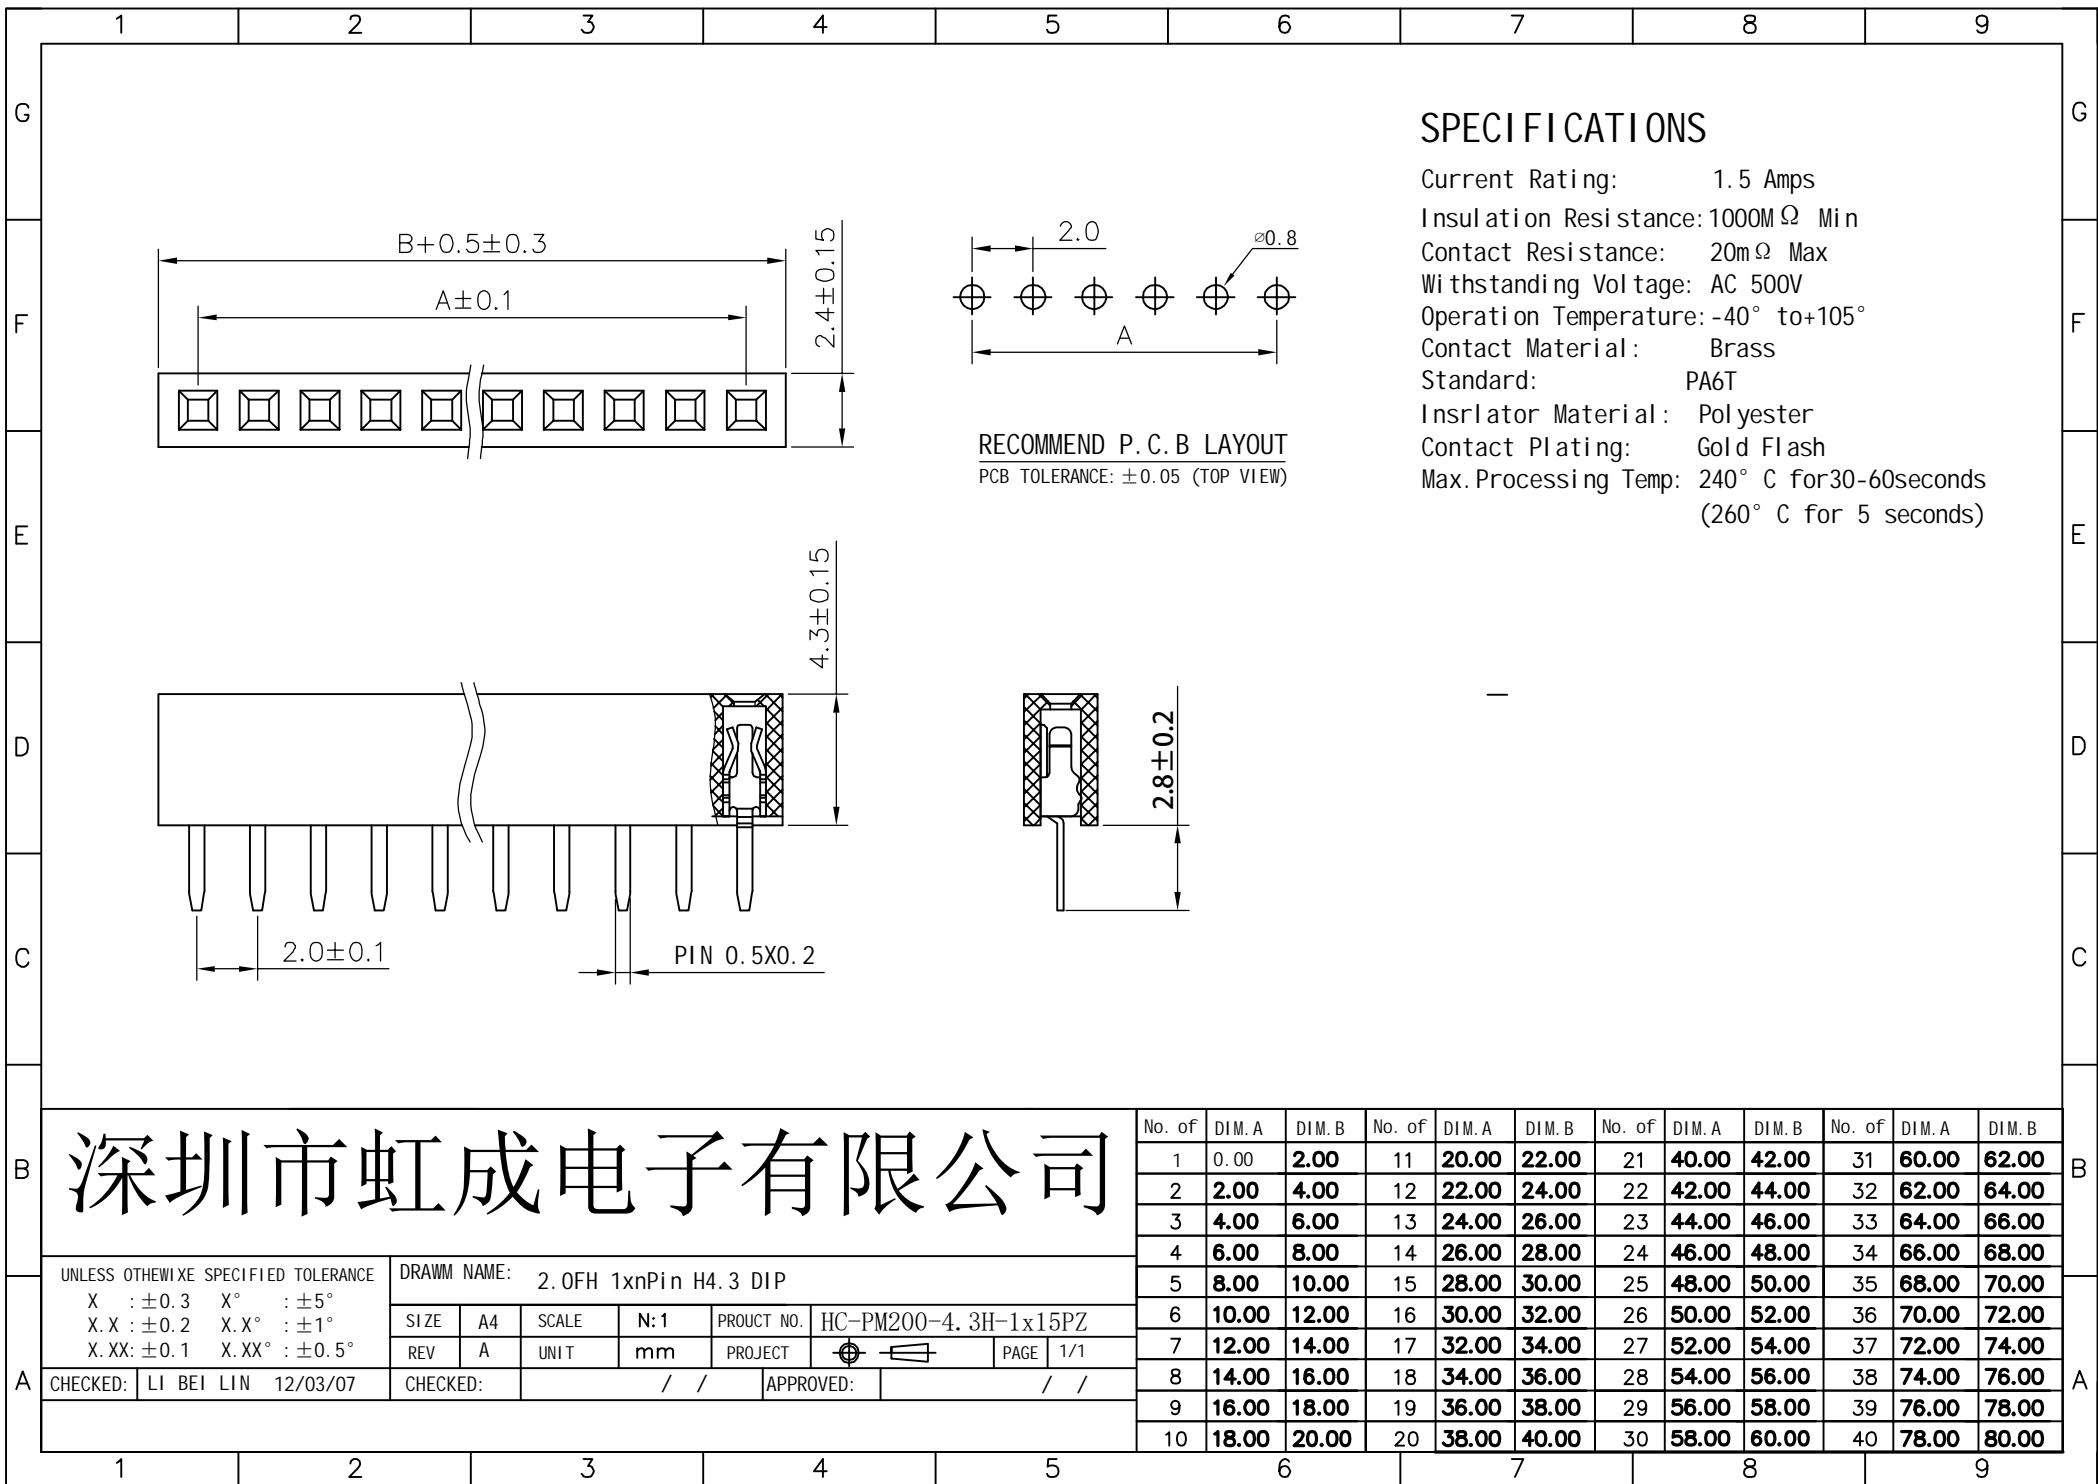 1 2 3 4 5 6 7 8 9
G G
F F
E E
D D
C C
B B
A A
B+0.5±0.3
A±0.1
2.4±0.15
2.0
⌀0.8
A
RECOMMEND P.C.B LAYOUT
PCB TOLERANCE: ±0.05 (TOP VIEW)
SPECIFICATIONS
Current Rating: 1.5 Amps
Insulation Resistance: 1000MΩ Min
Contact Resistance: 20mΩ Max
Withstanding Voltage: AC 500V
Operation Temperature: -40° to+105°
Contact Material: Brass
Standard: PA6T
Insrlator Material: Polyester
Contact Plating: Gold Flash
Max.Processing Temp: 240° C for30-60seconds
(260° C for 5 seconds)
4.3±0.15
2.8±0.2
2.0±0.1
PIN 0.5X0.2
深圳市虹成电子有限公司
UNLESS OTHEWIXE SPECIFIED TOLERANCE
X :±0.3 X° :±5°
X.X :±0.2 X.X° :±1°
X.XX:±0.1 X.XX° :±0.5°
DRAWM NAME: 2.0FH 1xnPin H4.3 DIP
SIZE A4 SCALE N:1 PROUCT NO. HC-PM200-4.3H-1x15PZ
REV A UNIT mm PROJECT PAGE 1/1
CHECKED: LI BEI LIN 12/03/07 CHECKED: / / APPROVED: / /
No. of DIM.A DIM.B No. of DIM.A DIM.B No. of DIM.A DIM.B No. of DIM.A DIM.B
1 0.00 2.00 11 20.00 22.00 21 40.00 42.00 31 60.00 62.00
2 2.00 4.00 12 22.00 24.00 22 42.00 44.00 32 62.00 64.00
3 4.00 6.00 13 24.00 26.00 23 44.00 46.00 33 64.00 66.00
4 6.00 8.00 14 26.00 28.00 24 46.00 48.00 34 66.00 68.00
5 8.00 10.00 15 28.00 30.00 25 48.00 50.00 35 68.00 70.00
6 10.00 12.00 16 30.00 32.00 26 50.00 52.00 36 70.00 72.00
7 12.00 14.00 17 32.00 34.00 27 52.00 54.00 37 72.00 74.00
8 14.00 16.00 18 34.00 36.00 28 54.00 56.00 38 74.00 76.00
9 16.00 18.00 19 36.00 38.00 29 56.00 58.00 39 76.00 78.00
10 18.00 20.00 20 38.00 40.00 30 58.00 60.00 40 78.00 80.00
1 2 3 4 5 6 7 8 9